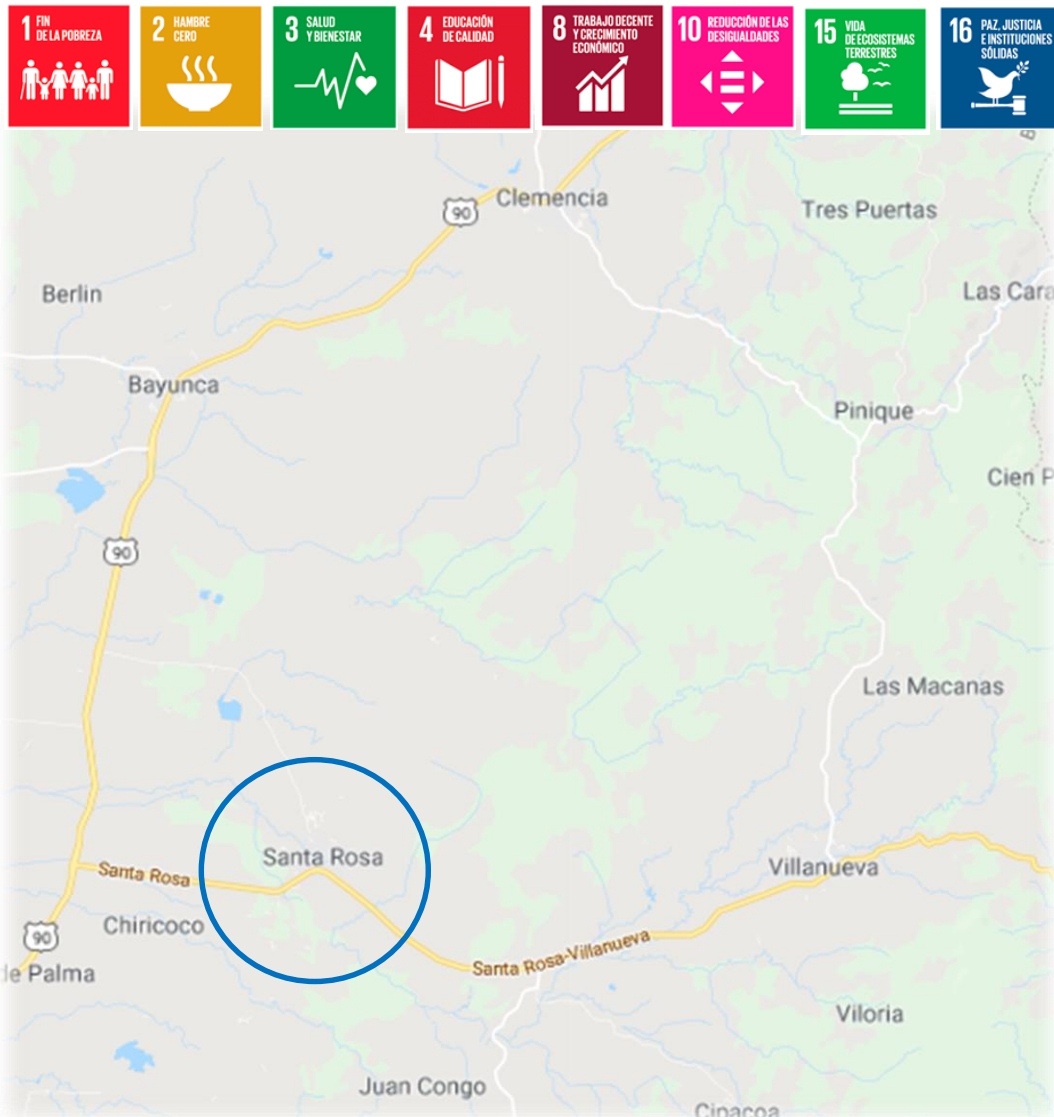 1 FIN
DE LA POBREZA
2 HAMBRE
CERO
3 SALUD
Y BIENESTAR
4 EDUCACIÓN
DE CALIDAD
8 TRABAJO DECENTE
Y CRECIMIENTO
ECONÓMICO
10 REDUCCIÓN DE LAS
DESIGUALDADES
15 VIDA
DE ECOSISTEMAS
TERRESTRES
16 PAZ, JUSTICIA
E INSTITUCIONES
SÓLIDAS
Clemencia
90
Tres Puertas
Berlin
Las Cara
Bayunca
Pinique
Cien P
90
Las Macanas
Santa Rosa
Villanueva
Santa Rosa
Chiricoco
90
de Palma
Santa Rosa-Villanueva
Viloria
Juan Congo
Cipacoa